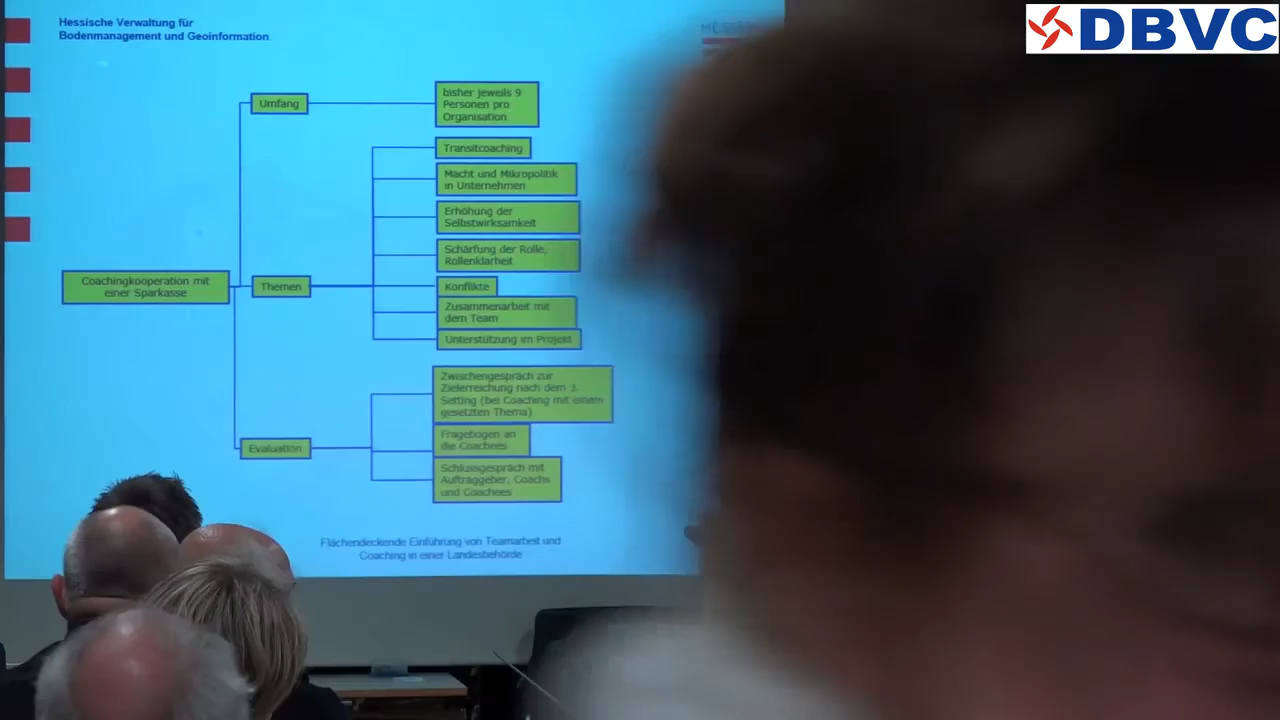 Hessische Verwaltung für
Bodenmanagement und Geoinformation
DBVC
Umfang
bisher jeweils 9
Personen pro
Organisation
Transitcoaching
Macht und Mikropolitik
in Unternehmen
Erhöhung der
Selbstwirksamkeit
Schärfung der Rolle,
Rollenklarheit
Coachingkooperation mit
einer Sparkasse
Themen
Konflikte
Zusammenarbeit mit
dem Team
Unterstützung im Projekt
Zwischengespräch zur
Zielerreichung nach dem 3.
Setting (bei Coaching mit einem
gesetzten Thema)
Evaluation
Fragebogen an
die Coachees
Schlussgespräch mit
Auftraggeber, Coachs
und Coachees
Flächendeckende Einführung von Teamarbeit und
Coaching in einer Landesbehörde